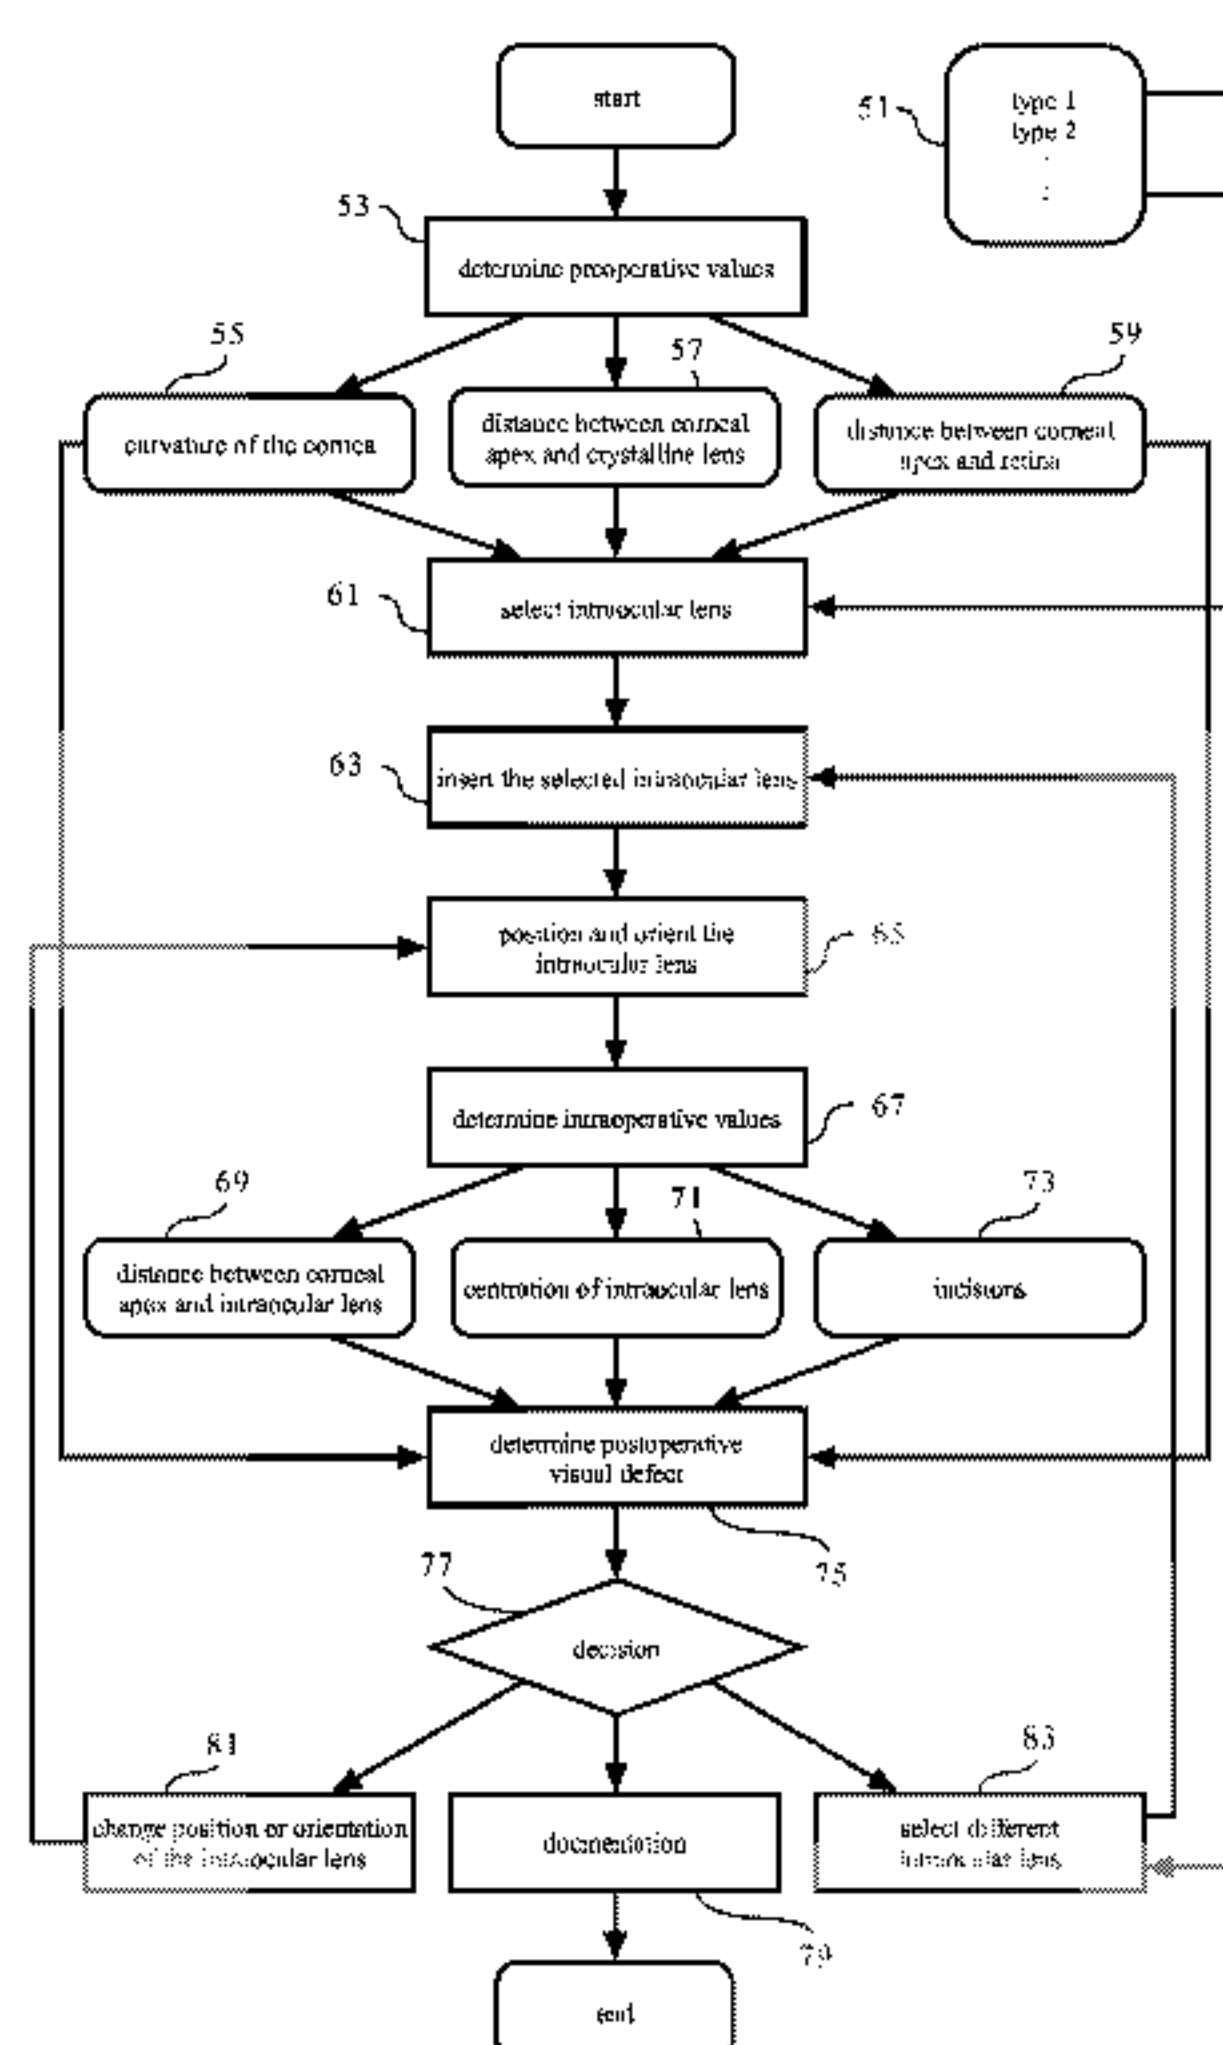 start
51
type 1
type 2
.
:
53
determine preoperative values
55
57
59
curvature of the cornea
distance between corneal
apex and crystalline lens
distance between corneal
apex and retina
61
select intraocular lens
63
insert the selected intraocular lens
position and orient the
intraocular lens
65
determine intraoperative values
67
69
71
73
distance between corneal
apex and intraocular lens
centration of intraocular lens
incisions
determine postoperative
visual defect
75
77
decision
81
83
change position or orientation
of the intraocular lens
documentation
select different
intraocular lens
79
end